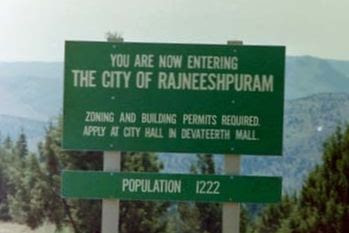 YOU ARE NOW ENTERING
THE CITY OF RAJNEESHPURAM
ZONING AND BUILDING PERMITS REQUIRED.
APPLY AT CITY HALL IN DEVATEERTH MALL.
POPULATION 1222